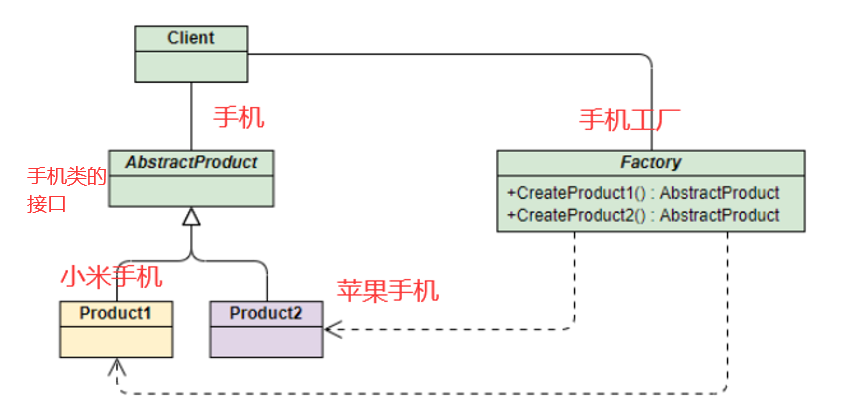 Client
手机
手机工厂
AbstractProduct
手机类的
接口
Factory
+CreateProduct1() : AbstractProduct
+CreateProduct2() : AbstractProduct
小米手机
苹果手机
Product1
Product2